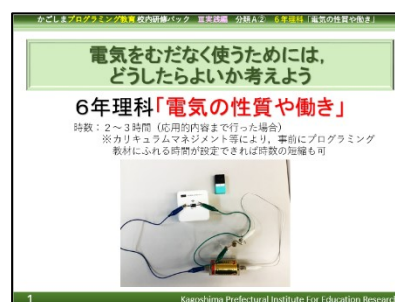 かごしまプログラミング教育 校内研修パック 冨実践編 分類A② 6年理科「電気の性質や働き」
電気をむだなく使うためには,
どうしたらよいか考えよう
6年理科「電気の性質や働き」
時数:2~3時間(応用的内容まで行った場合)
※カリキュラムマネジメント等により,事前にプログラミング
教材にふれる時間が設定できれば時数の短縮も可
1
Kagoshima Prefectural Institute For Education Research